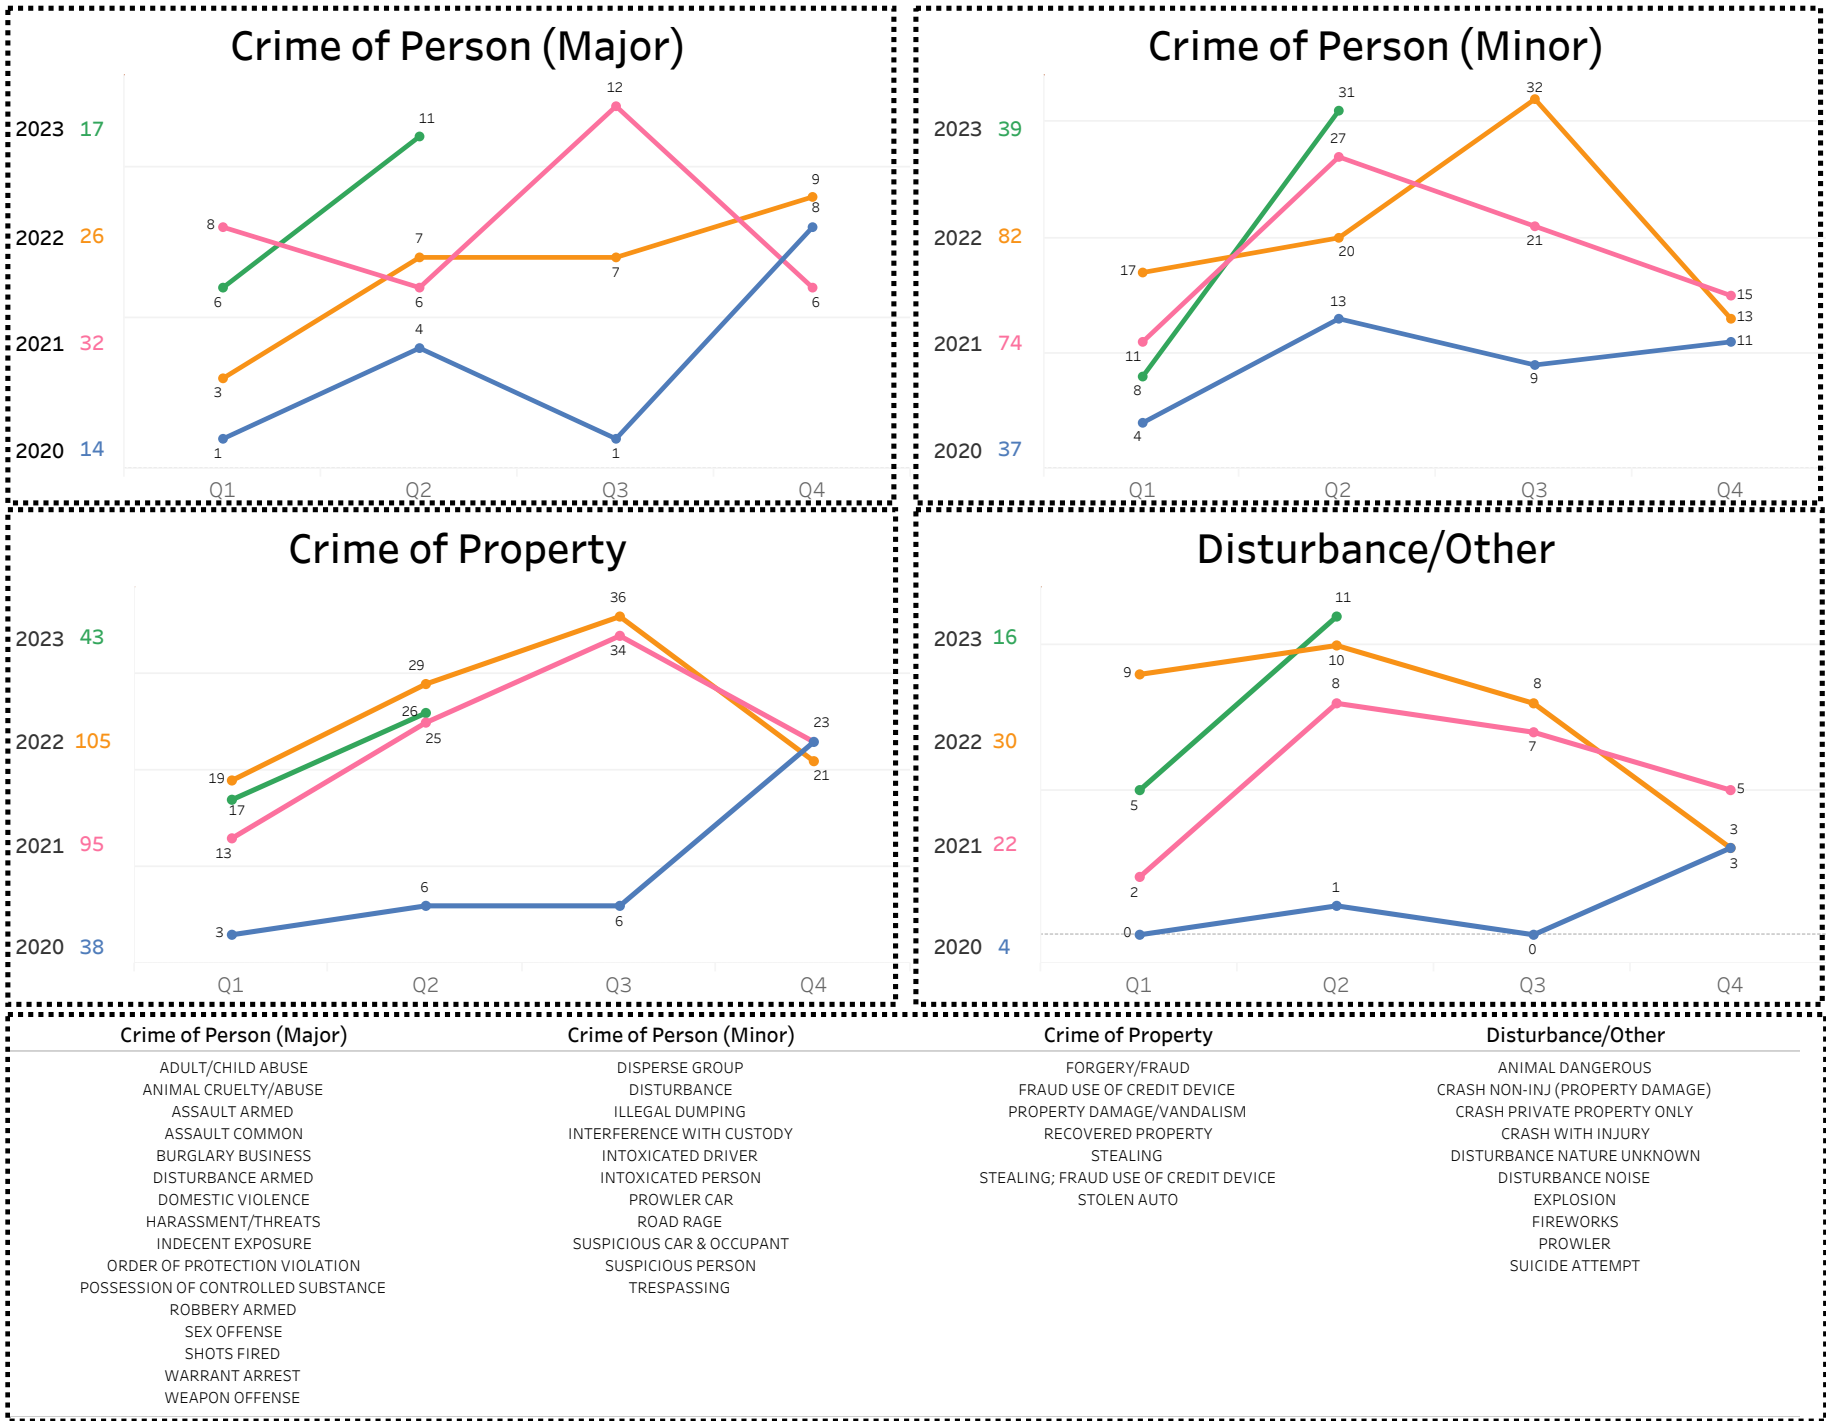 Crime of Person (Major)
12
2023 17
11
9
8
8
2022 26
7
7
6
6
6
2021 32
4
3
2020 14
1
1
Q1 Q2 Q3 Q4
Crime of Person (Minor)
32
31
2023 39
27
2022 82
21
20
17
15
13
13
2021 74
11
11
9
8
4
2020 37
Q1 Q2 Q3 Q4
Crime of Property
36
2023 43
34
29
26
23
25
2022 105
19
21
17
2021 95
13
6
6
3
2020 38
Q1 Q2 Q3 Q4
Disturbance/Other
11
2023 16
10
9
8
8
7
2022 30
5
5
3
2021 22
3
2
1
0
0
2020 4
Q1 Q2 Q3 Q4
Crime of Person (Major) Crime of Person (Minor) Crime of Property Disturbance/Other
ADULT/CHILD ABUSE DISPERSE GROUP FORGERY/FRAUD ANIMAL DANGEROUS
ANIMAL CRUELTY/ABUSE DISTURBANCE FRAUD USE OF CREDIT DEVICE CRASH NON-INJ (PROPERTY DAMAGE)
ASSAULT ARMED ILLEGAL DUMPING PROPERTY DAMAGE/VANDALISM CRASH PRIVATE PROPERTY ONLY
ASSAULT COMMON INTERFERENCE WITH CUSTODY RECOVERED PROPERTY CRASH WITH INJURY
BURGLARY BUSINESS INTOXICATED DRIVER STEALING DISTURBANCE NATURE UNKNOWN
DISTURBANCE ARMED INTOXICATED PERSON STEALING; FRAUD USE OF CREDIT DEVICE DISTURBANCE NOISE
DOMESTIC VIOLENCE PROWLER CAR STOLEN AUTO EXPLOSION
HARASSMENT/THREATS ROAD RAGE FIREWORKS
INDECENT EXPOSURE SUSPICIOUS CAR & OCCUPANT PROWLER
ORDER OF PROTECTION VIOLATION SUSPICIOUS PERSON SUICIDE ATTEMPT
POSSESSION OF CONTROLLED SUBSTANCE TRESPASSING
ROBBERY ARMED
SEX OFFENSE
SHOTS FIRED
WARRANT ARREST
WEAPON OFFENSE